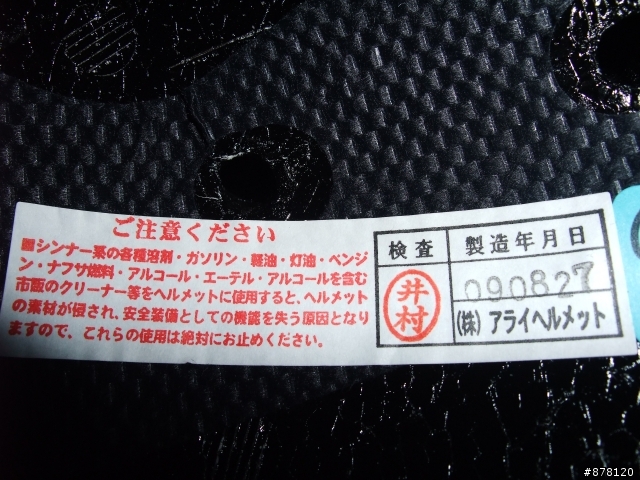 ご注意ください
■シンナー系の各種溶剤・ガソリン・軽油・灯油・ベンジ
ン・ナフサ燃料・アルコール・エーテル・アルコールを含む
市販のクリーナー等をヘルメットに使用すると、ヘルメット
の素材が侵され、安全装備としての機能を失う原因となり
ますので、これらの使用は絶対にお止めください。
検査
井村
製造年月日
090827
(株) アライヘルメット
#878120